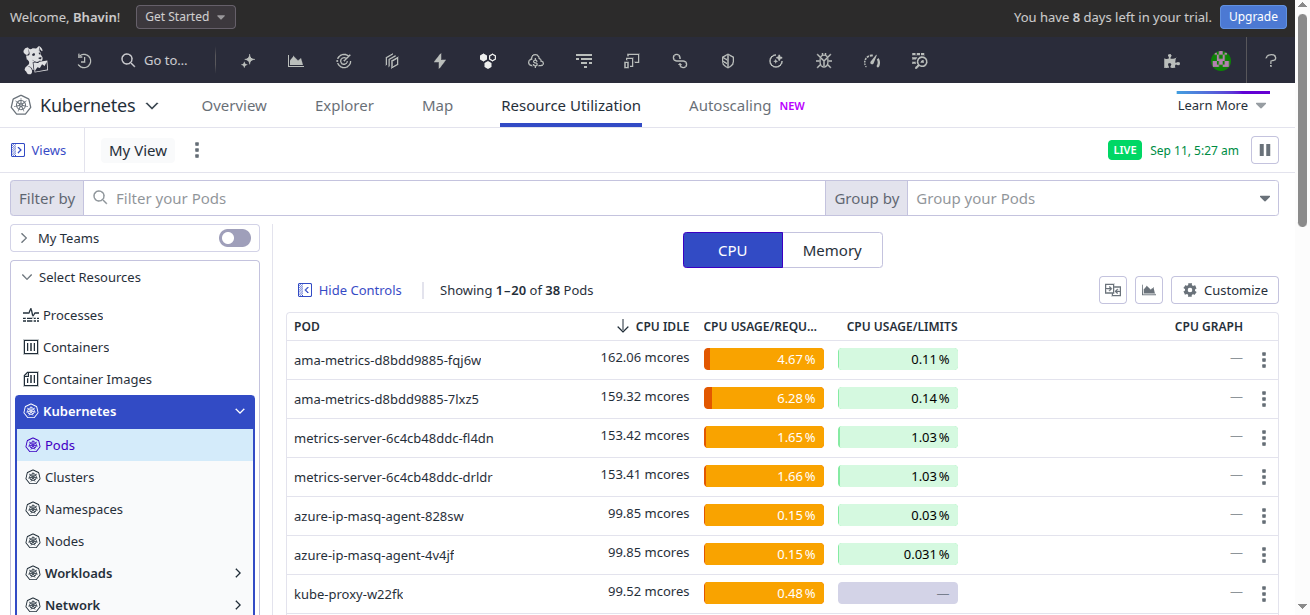 Welcome, Bhavin! Get Started You have 8 days left in your trial. Upgrade
Go to... ?
Kubernetes Overview Explorer Map Resource Utilization Autoscaling NEW Learn More
Views My View LIVE Sep 11, 5:27 am
Filter by Filter your Pods Group by Group your Pods
My Teams
CPU Memory
Select Resources
Hide Controls Showing 1–20 of 38 Pods Customize
Processes
Containers
Container Images
Kubernetes
Pods
Clusters
Namespaces
Nodes
Workloads
Network
POD CPU IDLE CPU USAGE/REQU... CPU USAGE/LIMITS CPU GRAPH
ama-metrics-d8bdd9885-fqj6w 162.06 mcores 4.67% 0.11% —
ama-metrics-d8bdd9885-7lxz5 159.32 mcores 6.28% 0.14% —
metrics-server-6c4cb48ddc-fl4dn 153.42 mcores 1.65% 1.03% —
metrics-server-6c4cb48ddc-drldr 153.41 mcores 1.66% 1.03% —
azure-ip-masq-agent-828sw 99.85 mcores 0.15% 0.03% —
azure-ip-masq-agent-4v4jf 99.85 mcores 0.15% 0.031% —
kube-proxy-w22fk 99.52 mcores 0.48% — —